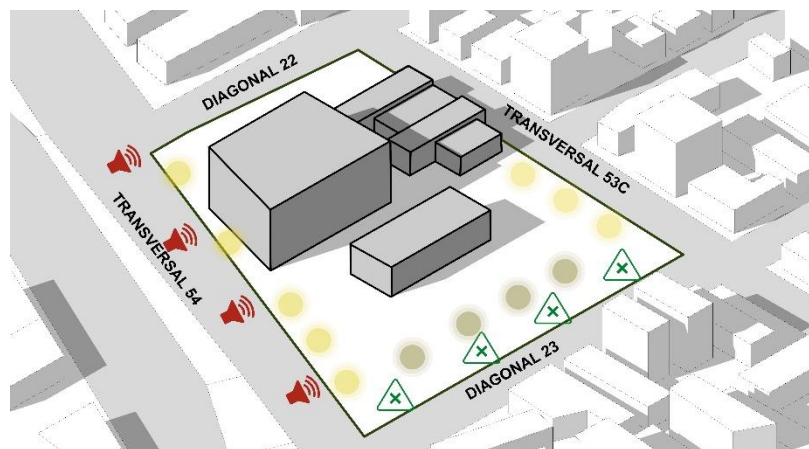 DIAGONAL 22
TRANSVERSAL 53C
TRANSVERSAL 54
DIAGONAL 23